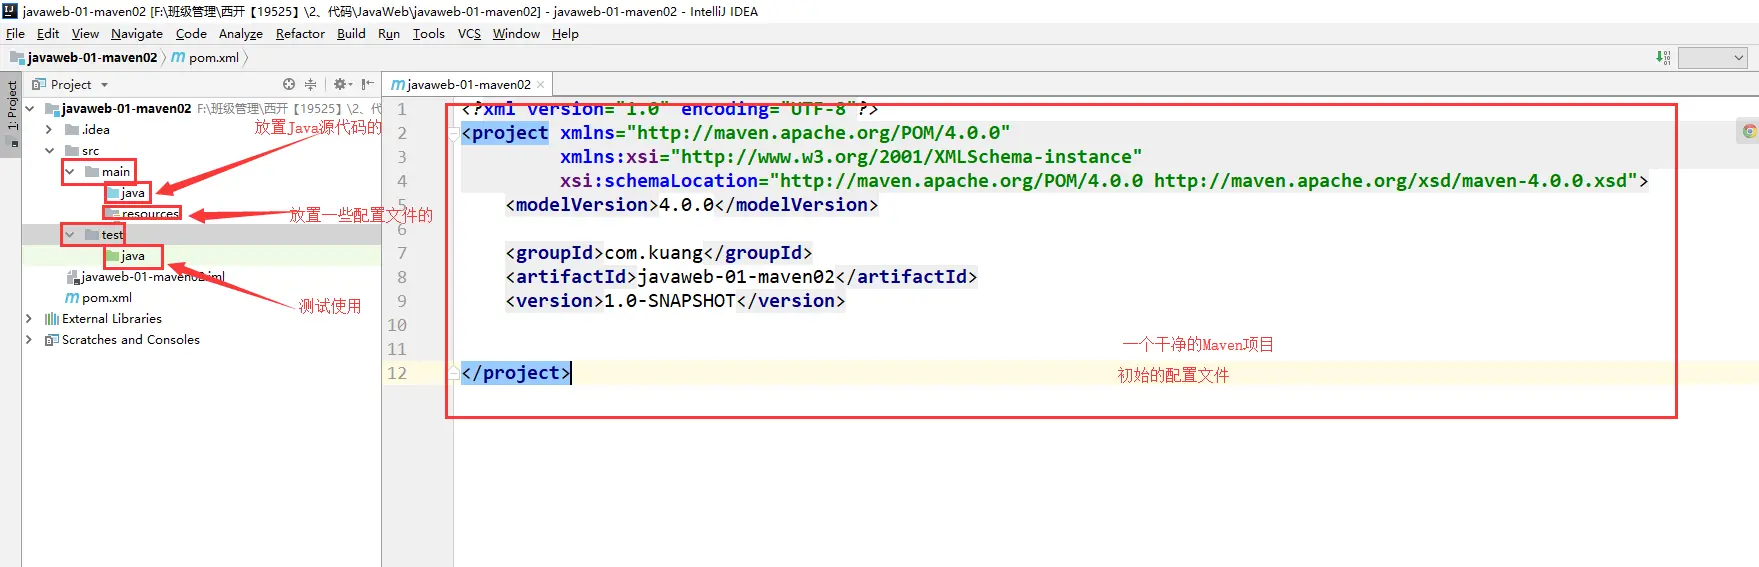 javaweb-01-maven02 [F:\班级管理\西开【19525】\2、代码\JavaWeb\javaweb-01-maven02] - javaweb-01-maven02 - IntelliJ IDEA
File Edit View Navigate Code Analyze Refactor Build Run Tools VCS Window Help
javaweb-01-maven02 pom.xml
1: Project
Project
javaweb-01-maven02 F:\班级管理\西开【19525】\2、代
.idea
放置Java源代码的
src
main
java
resources
放置一些配置文件的
test
java
javaweb-01-maven02.iml
测试使用
pom.xml
External Libraries
Scratches and Consoles
javaweb-01-maven02
1 <?xml version="1.0" encoding="UTF-8"?>
2 <project xmlns="http://maven.apache.org/POM/4.0.0"
3 xmlns:xsi="http://www.w3.org/2001/XMLSchema-instance"
4 xsi:schemaLocation="http://maven.apache.org/POM/4.0.0 http://maven.apache.org/xsd/maven-4.0.0.xsd">
5 <modelVersion>4.0.0</modelVersion>
6
7 <groupId>com.kuang</groupId>
8 <artifactId>javaweb-01-maven02</artifactId>
9 <version>1.0-SNAPSHOT</version>
10
11
12 </project>
一个干净的Maven项目
初始的配置文件